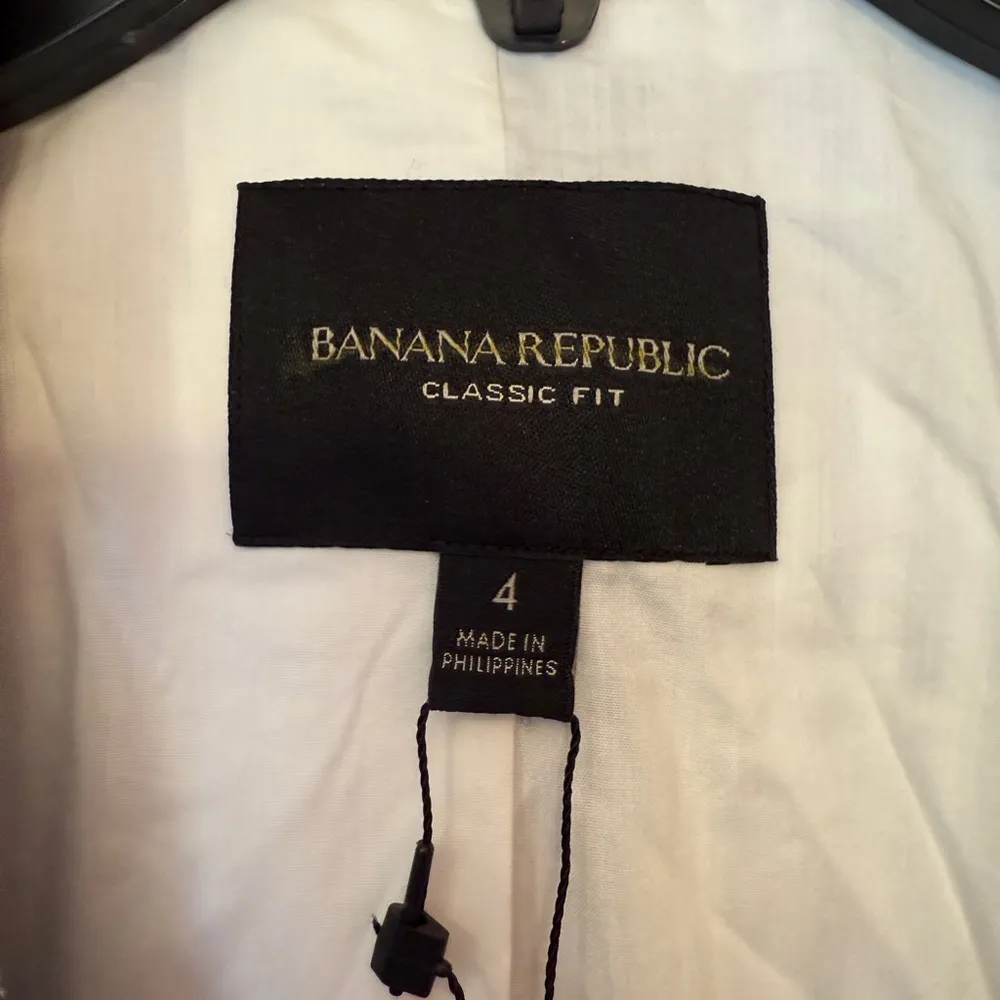 BANANA REPUBLIC
CLASSIC FIT
4
MADE IN
PHILIPPINES